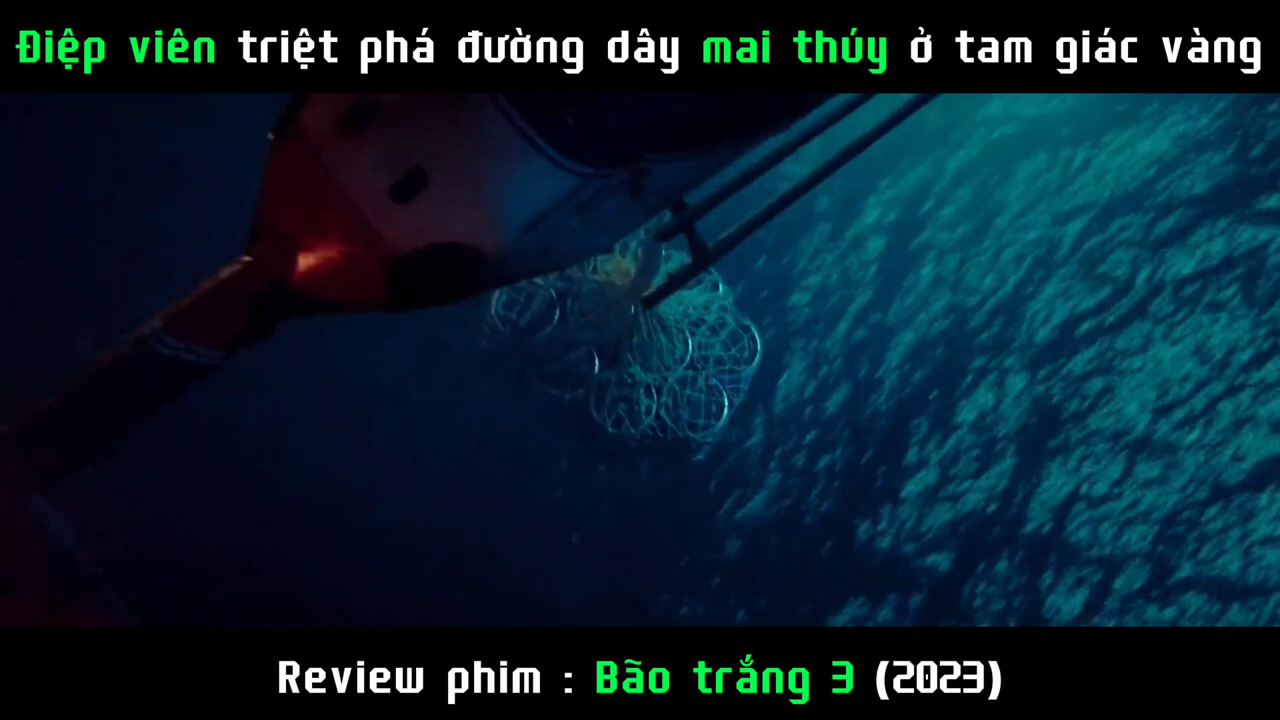 Điệp viên triệt phá đường dây mai thúy ở tam giác vàng
Review phim : Bão trắng 3 (2023)